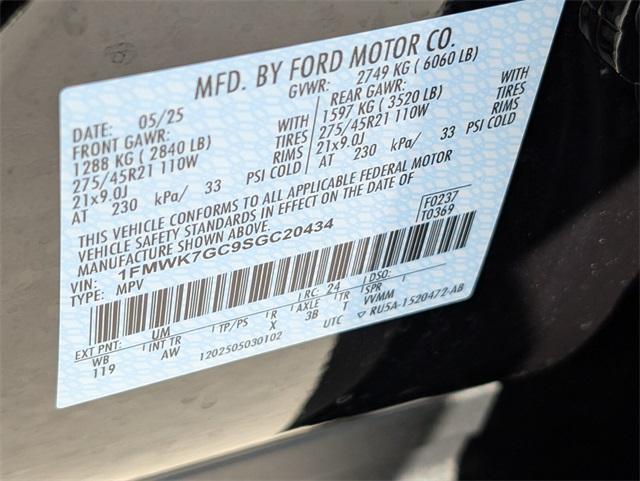 MFD. BY FORD MOTOR CO.
DATE: 05/25 GVWR: 2749 KG ( 6060 LB)
FRONT GAWR: WITH REAR GAWR: WITH
1288 KG ( 2840 LB) TIRES 1597 KG ( 3520 LB) TIRES
275/45R21 110W RIMS 275/45R21 110W RIMS
21x9.0J PSI COLD 21x9.0J PSI COLD
AT 230 kPa/ 33 AT 230 kPa/ 33
THIS VEHICLE CONFORMS TO ALL APPLICABLE FEDERAL MOTOR
VEHICLE SAFETY STANDARDS IN EFFECT ON THE DATE OF
MANUFACTURE SHOWN ABOVE.
F0237
T0369
VIN: 1FMWK7GC9SGC20434
TYPE: MPV
EXT PNT: UM RC: 24 DSO:
WB INT TR TP/PS R AXLE TR SPR
119 AW X 3B T VVMM
1202505030102 UTC ▽ RU5A-1520472-AB